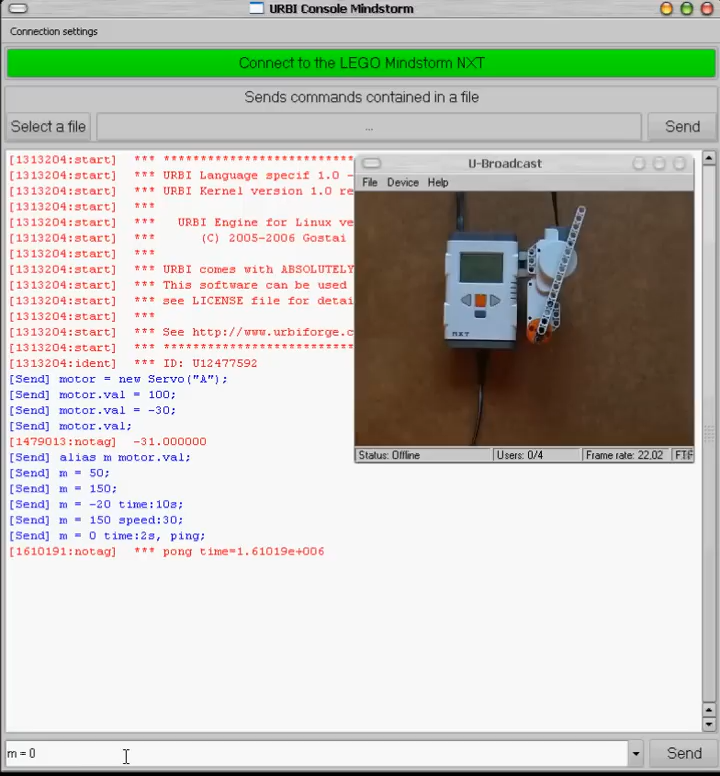 URBI Console Mindstorm
Connection settings
Connect to the LEGO Mindstorm NXT
Sends commands contained in a file
Select a file
...
Send
[1313204:start] *** ***************************
[1313204:start] *** URBI Language specif 1.0 -
[1313204:start] *** URBI Kernel version 1.0 re
[1313204:start] ***
[1313204:start] *** URBI Engine for Linux ve
[1313204:start] *** (C) 2005-2006 Gostai
[1313204:start] ***
[1313204:start] *** URBI comes with ABSOLUTELY
[1313204:start] *** This software can be used
[1313204:start] *** see LICENSE file for detai
[1313204:start] ***
[1313204:start] *** See http://www.urbiforge.c
[1313204:start] *** ***************************
[1313204:ident] *** ID: U12477592
[Send] motor = new Servo("A");
[Send] motor.val = 100;
[Send] motor.val = -30;
[Send] motor.val;
[1479013:notag] -31.000000
[Send] alias m motor.val;
[Send] m = 50;
[Send] m = 150;
[Send] m = -20 time:10s;
[Send] m = 150 speed:30;
[Send] m = 0 time:2s, ping;
[1610191:notag] *** pong time=1.61019e+006
U-Broadcast
File Device Help
NXT
Status: Offline
Users: 0/4
Frame rate: 22,02
m = 0
Send